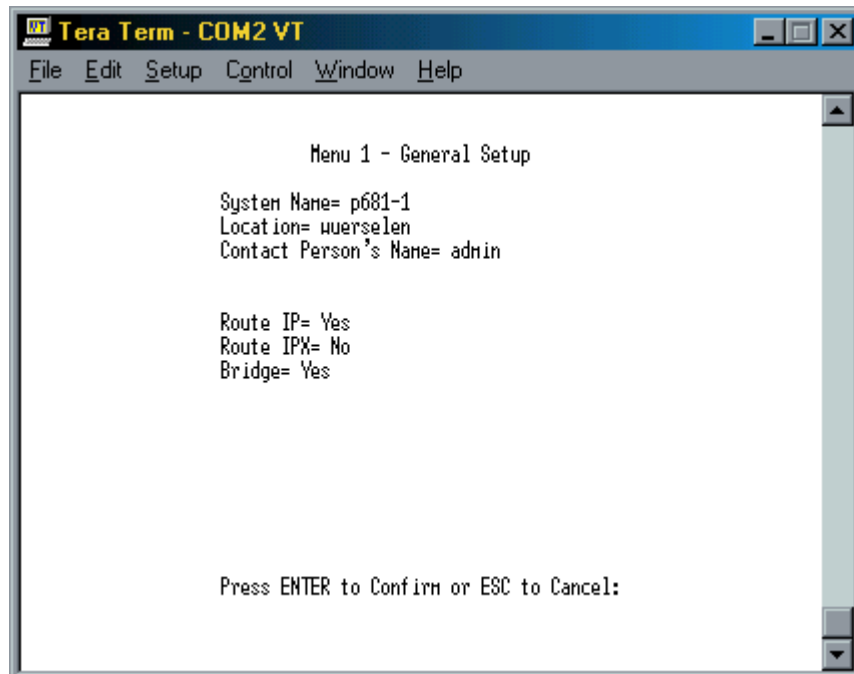 Tera Term - COM2 VT
File Edit Setup Control Window Help
Menu 1 - General Setup
System Name= p681-1
Location= wuerselen
Contact Person's Name= admin
Route IP= Yes
Route IPX= No
Bridge= Yes
Press ENTER to Confirm or ESC to Cancel: